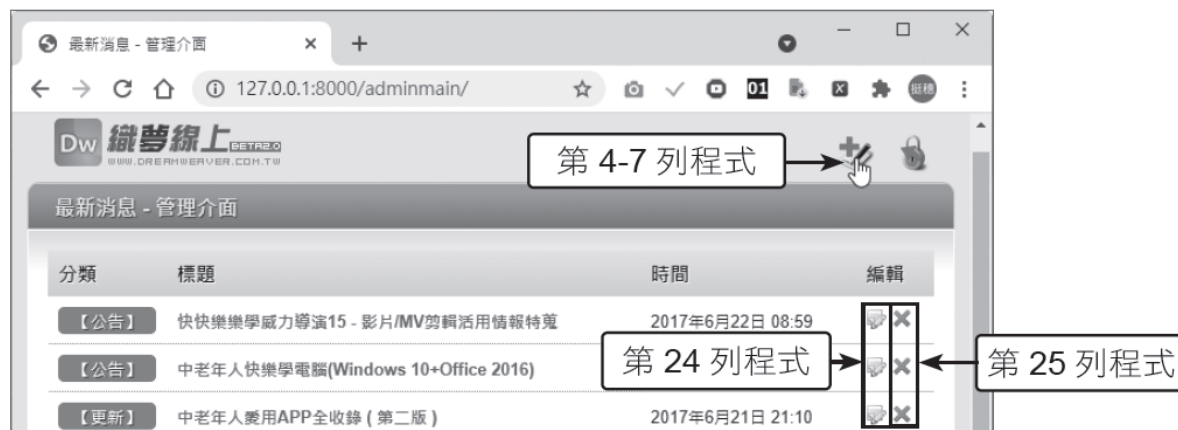 最新消息 - 管理介面
127.0.0.1:8000/adminmain/
01
挺穗
Dw 織夢線上 BETA2.0
WWW.DREAMWEAVER.COM.TW
第 4-7 列程式
最新消息 - 管理介面
分類 標題 時間 編輯
【公告】 快快樂樂學威力導演15 - 影片/MV剪輯活用情報特蒐 2017年6月22日 08:59
【公告】 中老年人快樂學電腦(Windows 10+Office 2016)
第 24 列程式 第 25 列程式
【更新】 中老年人愛用APP全收錄 ( 第二版 ) 2017年6月21日 21:10